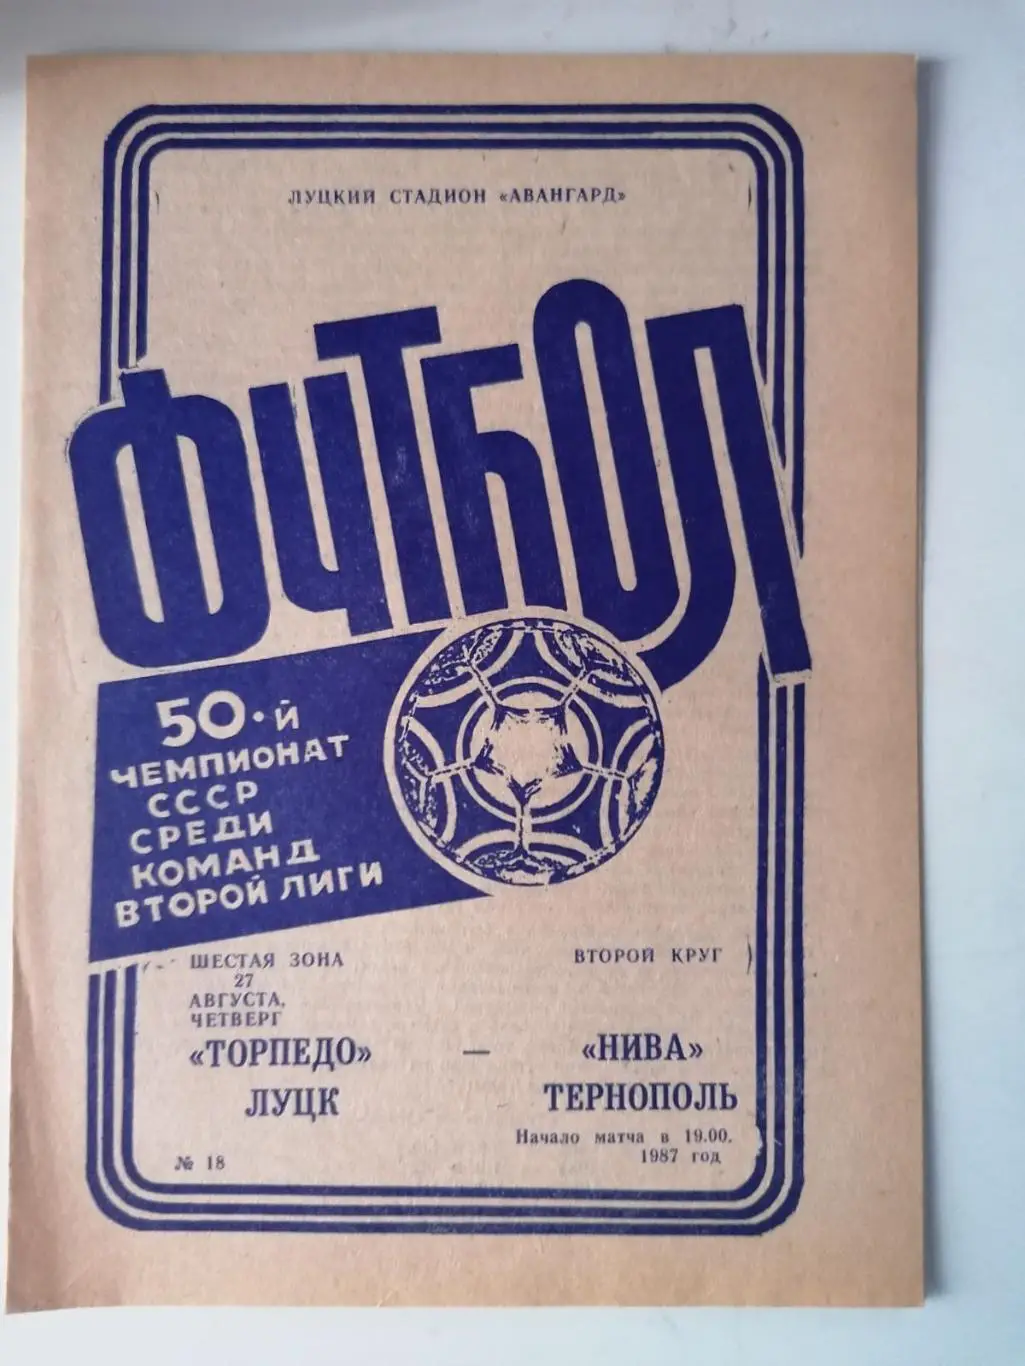 ЛУЦКИЙ СТАДИОН «АВАНГАРД»
ФУТБОЛ
50-й
ЧЕМПИОНАТ
СССР
СРЕДИ
КОМАНД
ВТОРОЙ ЛИГИ
ШЕСТАЯ ЗОНА
27
АВГУСТА,
ЧЕТВЕРГ
ВТОРОЙ КРУГ
«ТОРПЕДО» — «НИВА»
ЛУЦК ТЕРНОПОЛЬ
Начало матча в 19.00.
1987 год
№ 18